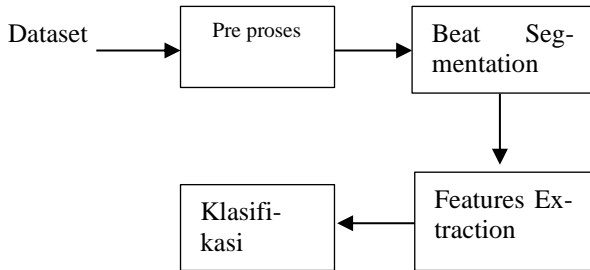 Dataset
Pre proses
Beat Seg-
mentation
Features Ex-
traction
Klasifi-
kasi